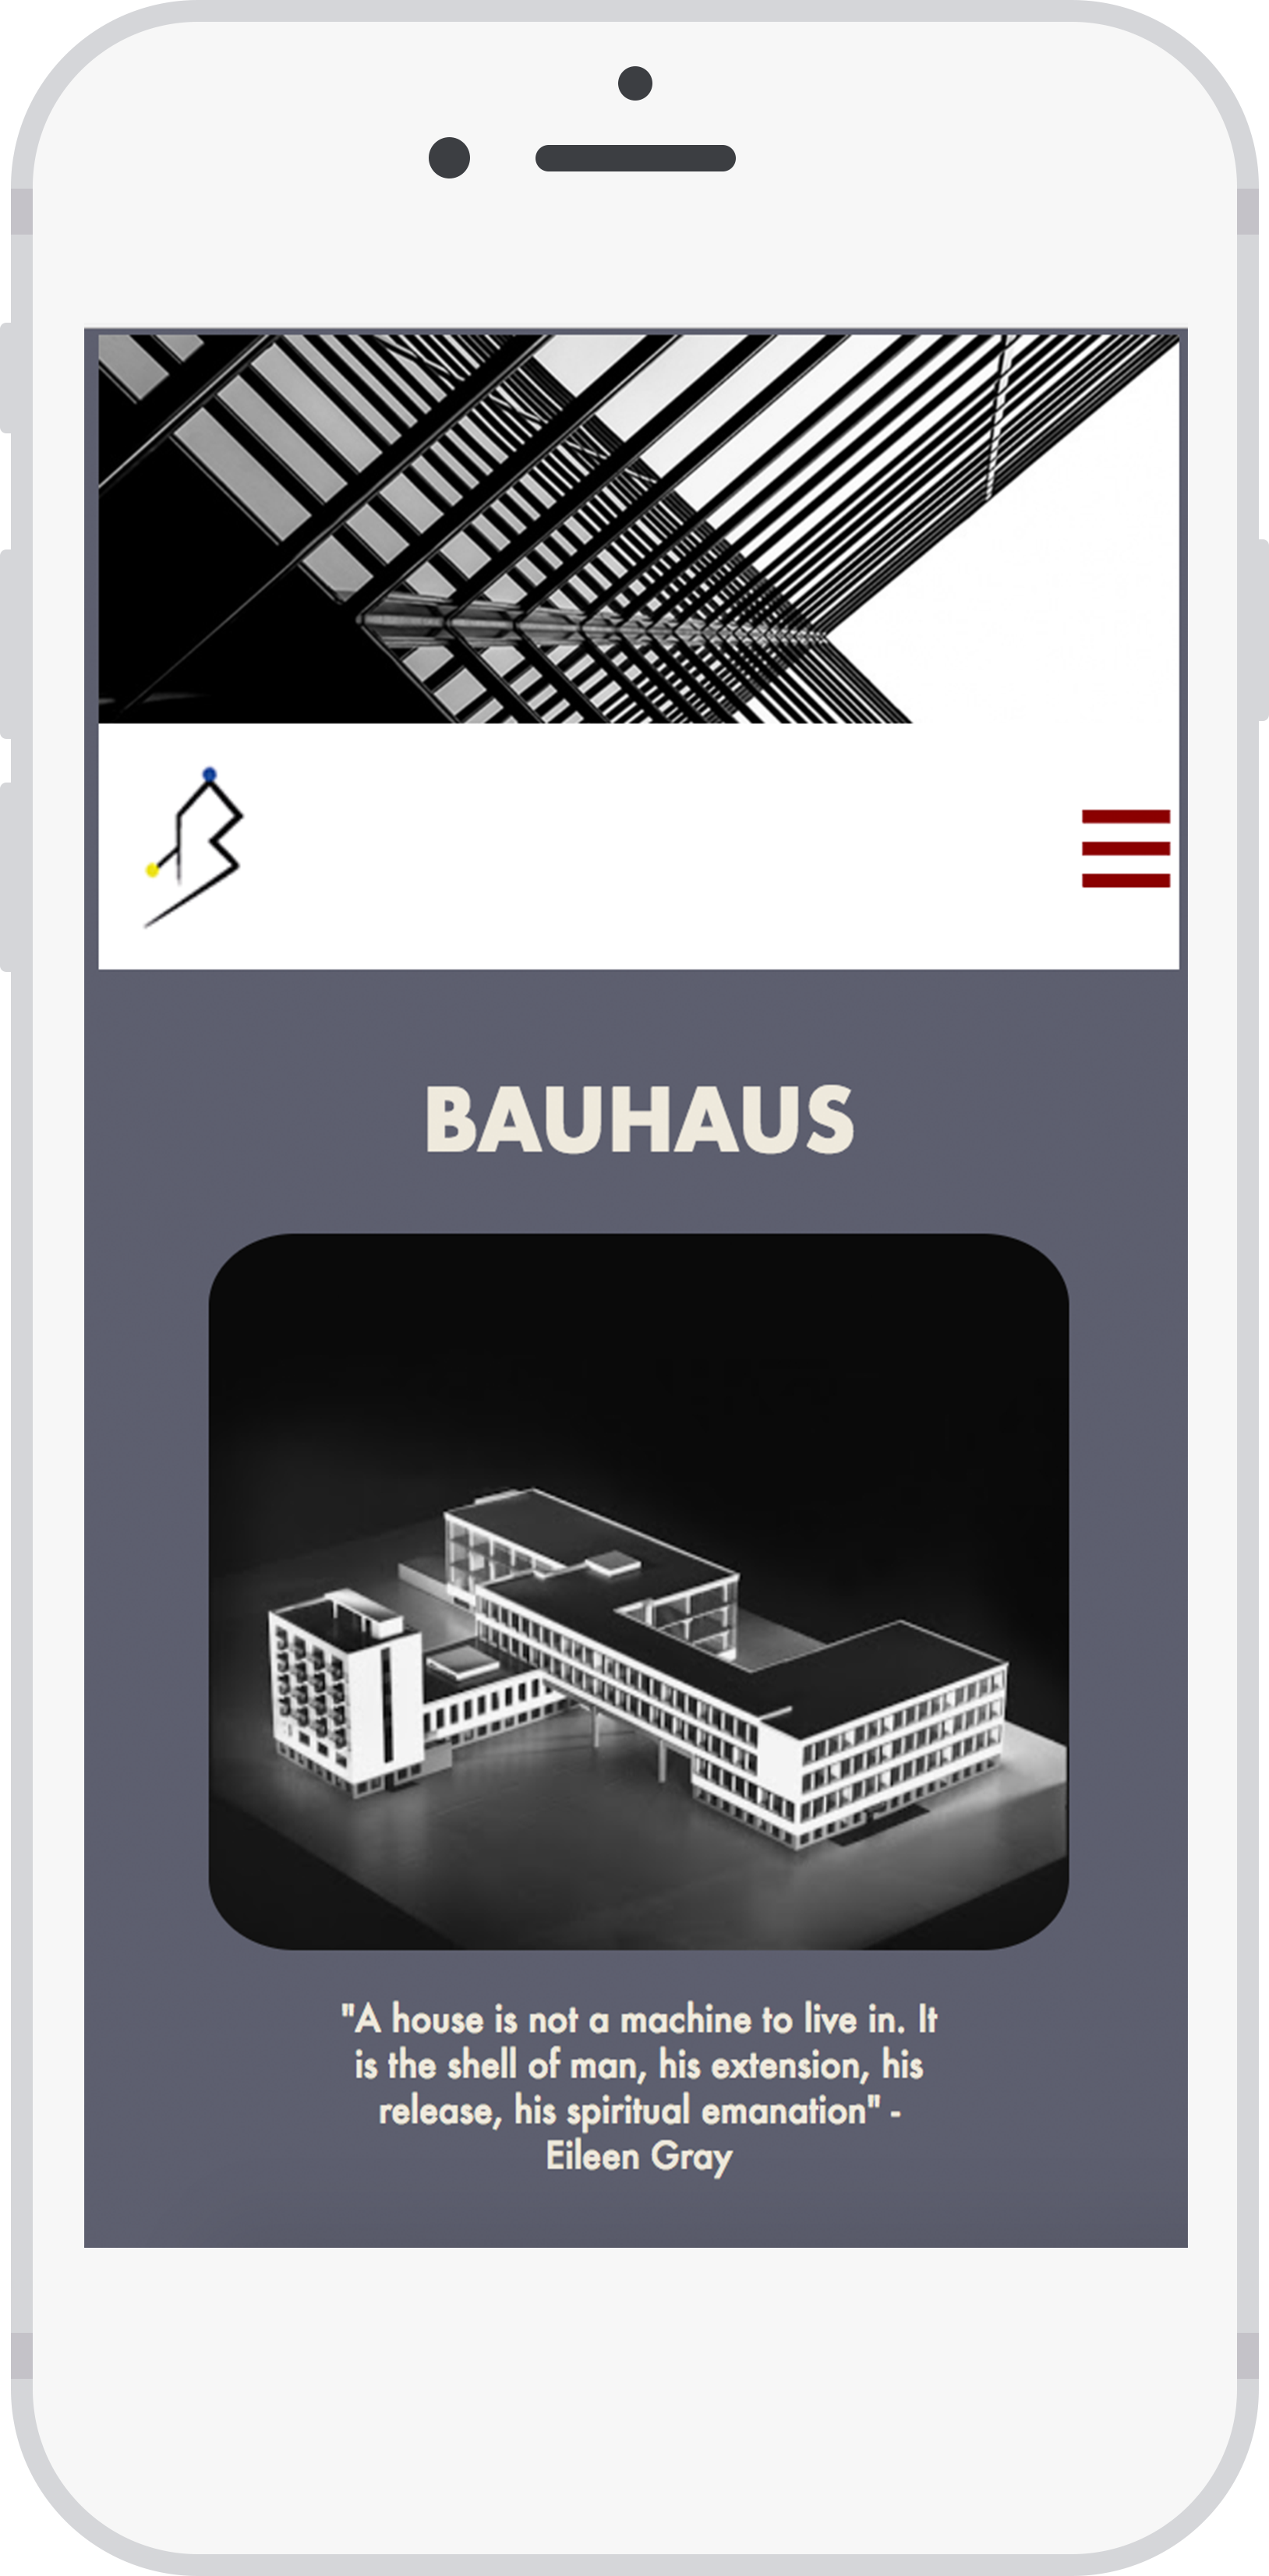 BAUHAUS
"A house is not a machine to live in. It
is the shell of man, his extension, his
release, his spiritual emanation" -
Eileen Gray